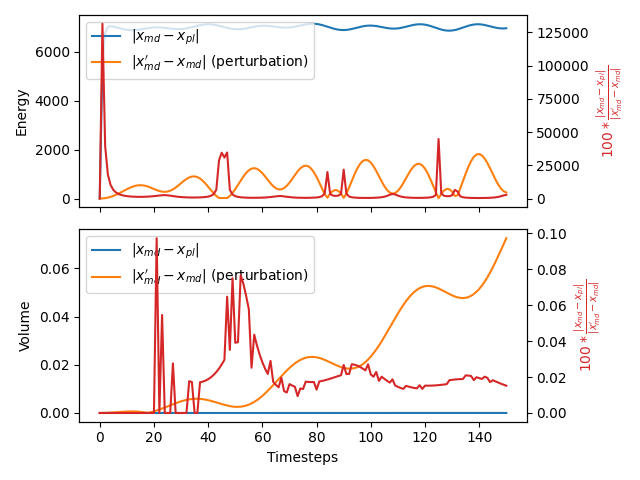 |x_md − x_pl|
|x′_md − x_md| (perturbation)
Energy
6000
4000
2000
0
125000
100000
75000
50000
25000
0
100 * |x_md − x_pl| / |x′_md − x_md|
|x_md − x_pl|
|x′_md − x_md| (perturbation)
Volume
0.06
0.04
0.02
0.00
0.10
0.08
0.06
0.04
0.02
0.00
100 * |x_md − x_pl| / |x′_md − x_md|
0 20 40 60 80 100 120 140
Timesteps